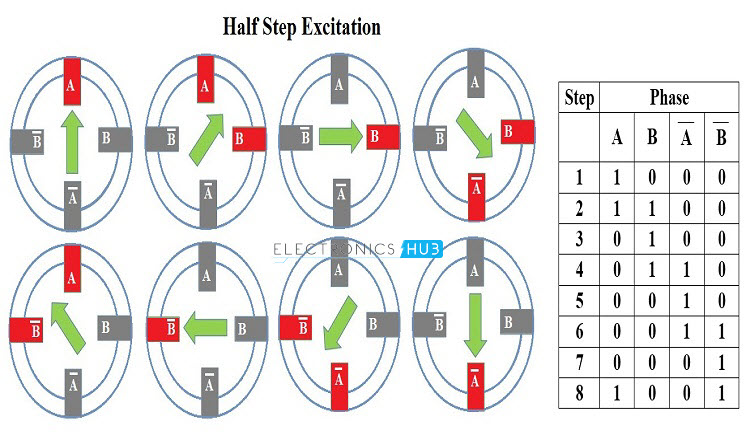 Half Step Excitation
A
B̅ B
A̅
A
B̅ B
A̅
A
B̅ B
A̅
A
B̅ B
A̅
ELECTRONICS HUB
A
B̅ B
A̅
A
B̅ B
A̅
A
B̅ B
A̅
A
B̅ B
A̅
Step Phase
A B A̅ B̅
1 1 0 0 0
2 1 1 0 0
3 0 1 0 0
4 0 1 1 0
5 0 0 1 0
6 0 0 1 1
7 0 0 0 1
8 1 0 0 1